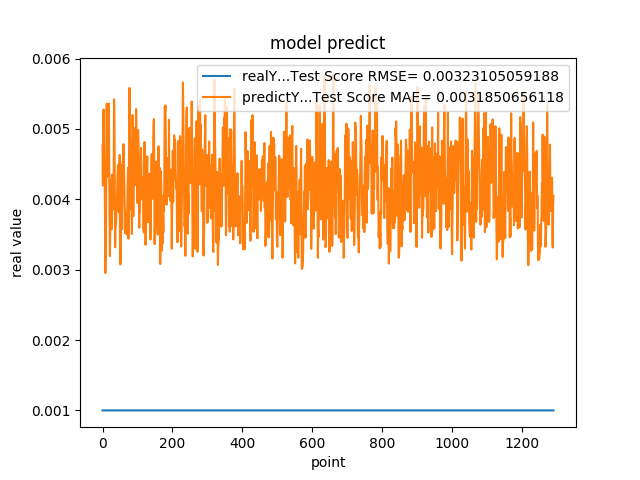 model predict
realY...Test Score RMSE= 0.00323105059188
predictY...Test Score MAE= 0.0031850656118
0.006
0.005
0.004
0.003
0.002
0.001
real value
0 200 400 600 800 1000 1200
point